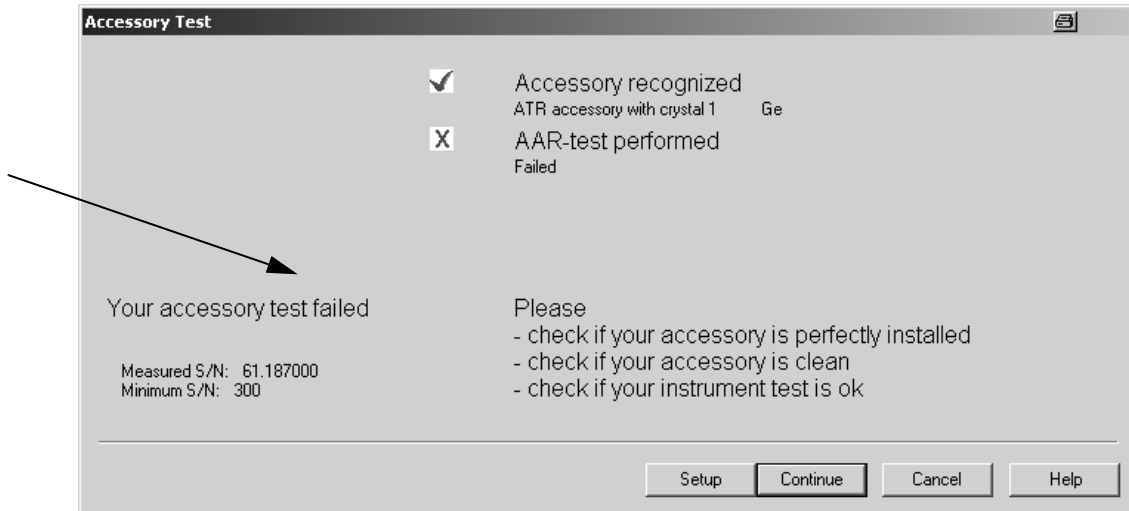 Accessory Test
Accessory recognized
ATR accessory with crystal 1 Ge
X AAR-test performed
Failed
Your accessory test failed
Measured S/N: 61.187000
Minimum S/N: 300
Please
- check if your accessory is perfectly installed
- check if your accessory is clean
- check if your instrument test is ok
Setup Continue Cancel Help